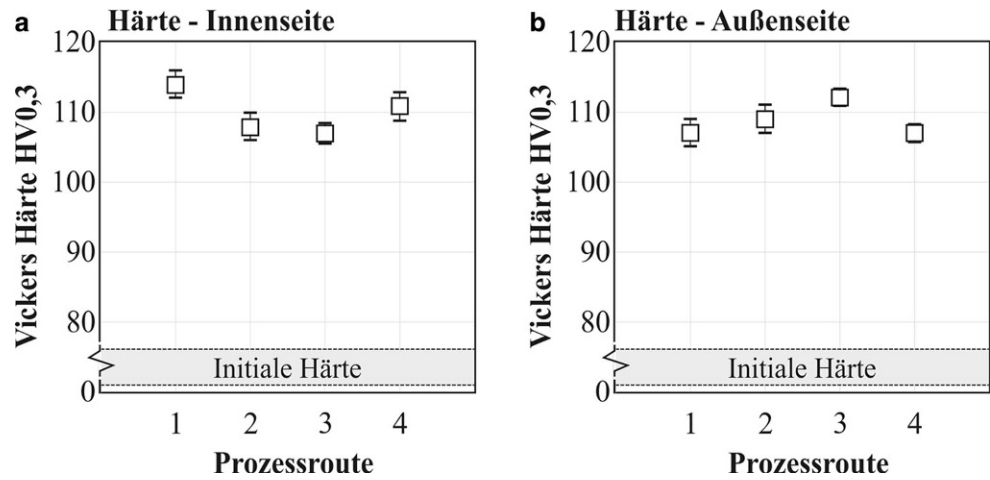 a Härte - Innenseite
120
110
100
90
80
0
Vickers Härte HV0,3
Initiale Härte
1 2 3 4
Prozessroute
b Härte - Außenseite
120
110
100
90
80
0
Vickers Härte HV0,3
Initiale Härte
1 2 3 4
Prozessroute